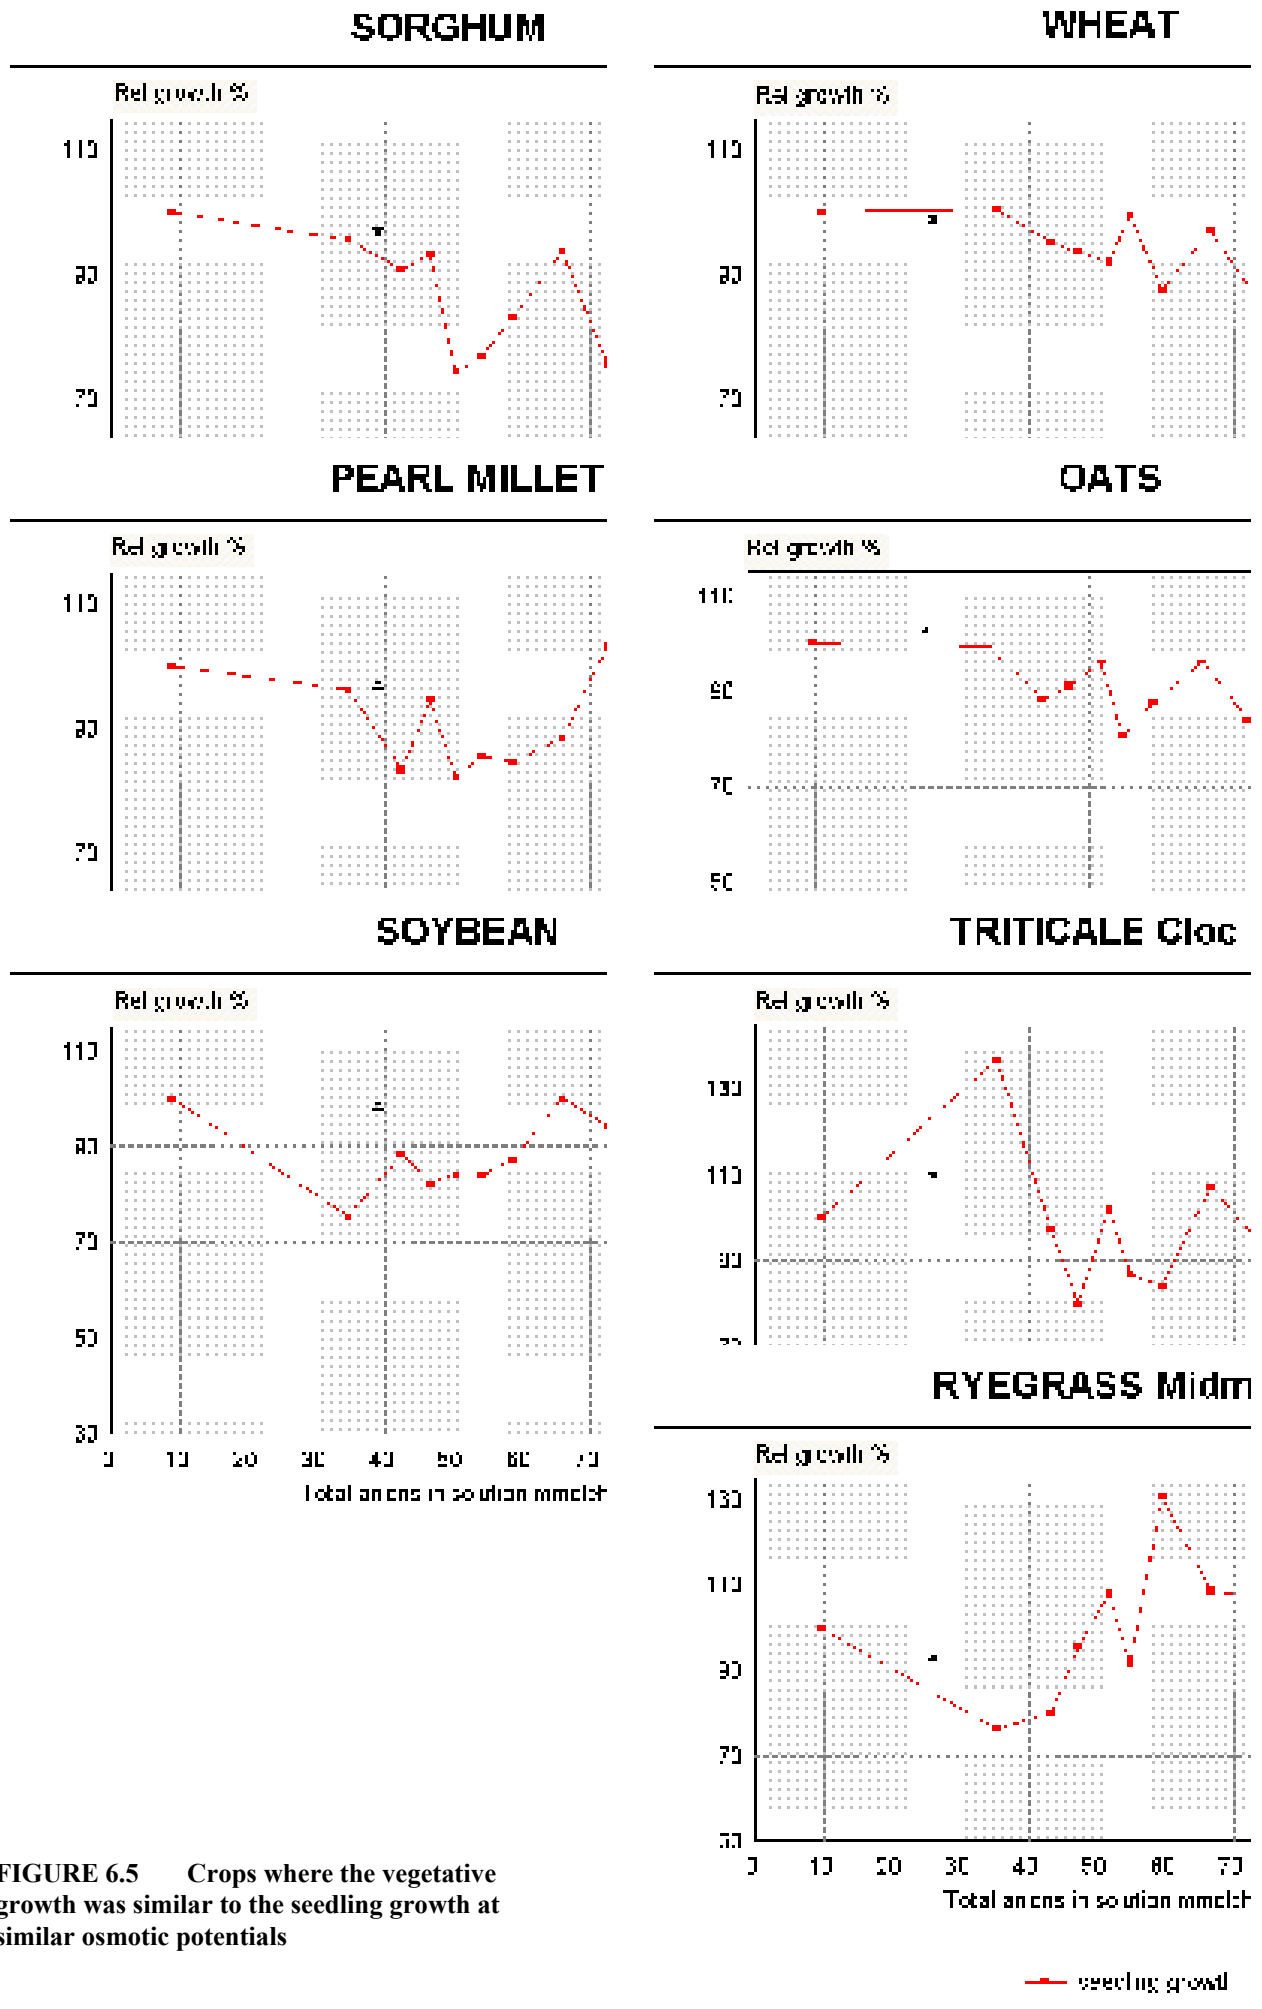 SORGHUM
Rel growth %
110
90
70
PEARL MILLET
Rel growth %
110
90
70
SOYBEAN
Rel growth %
110
90
70
50
30
0 10 20 30 40 50 60 70
Total anions in solution mmolc/
WHEAT
Rel growth %
110
90
70
OATS
Rel growth %
110
90
70
50
TRITICALE Cloc
Rel growth %
130
110
90
70
RYEGRASS Midm
Rel growth %
130
110
90
70
50
0 10 20 30 40 50 60 70
Total anions in solution mmolc/
seedling growth
FIGURE 6.5 Crops where the vegetative
growth was similar to the seedling growth at
similar osmotic potentials